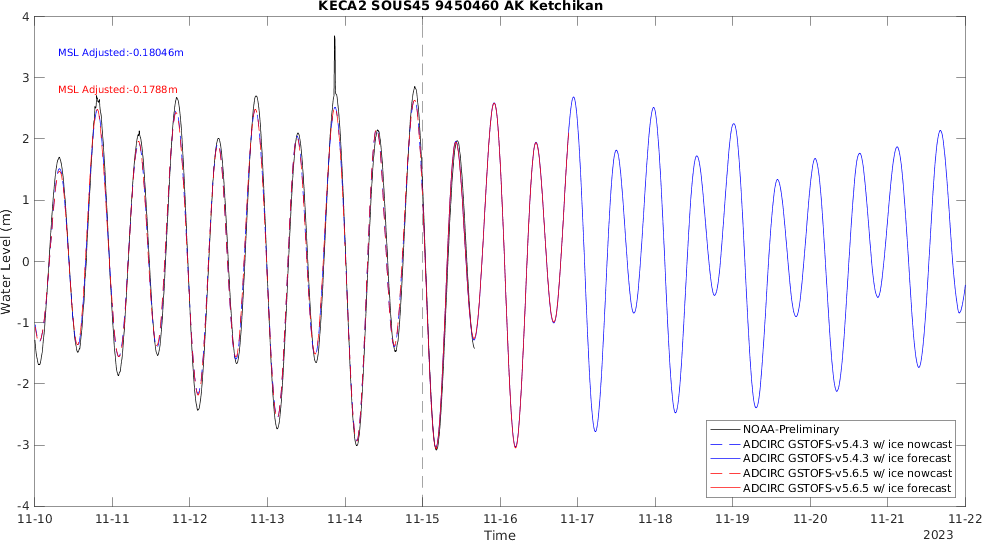 KECA2 SOUS45 9450460 AK Ketchikan
MSL Adjusted:-0.18046m
MSL Adjusted:-0.1788m
Water Level (m)
4
3
2
1
0
-1
-2
-3
-4
NOAA-Preliminary
ADCIRC GSTOFS-v5.4.3 w/ ice nowcast
ADCIRC GSTOFS-v5.4.3 w/ ice forecast
ADCIRC GSTOFS-v5.6.5 w/ ice nowcast
ADCIRC GSTOFS-v5.6.5 w/ ice forecast
11-10 11-11 11-12 11-13 11-14 11-15 11-16 11-17 11-18 11-19 11-20 11-21 11-22
Time
2023